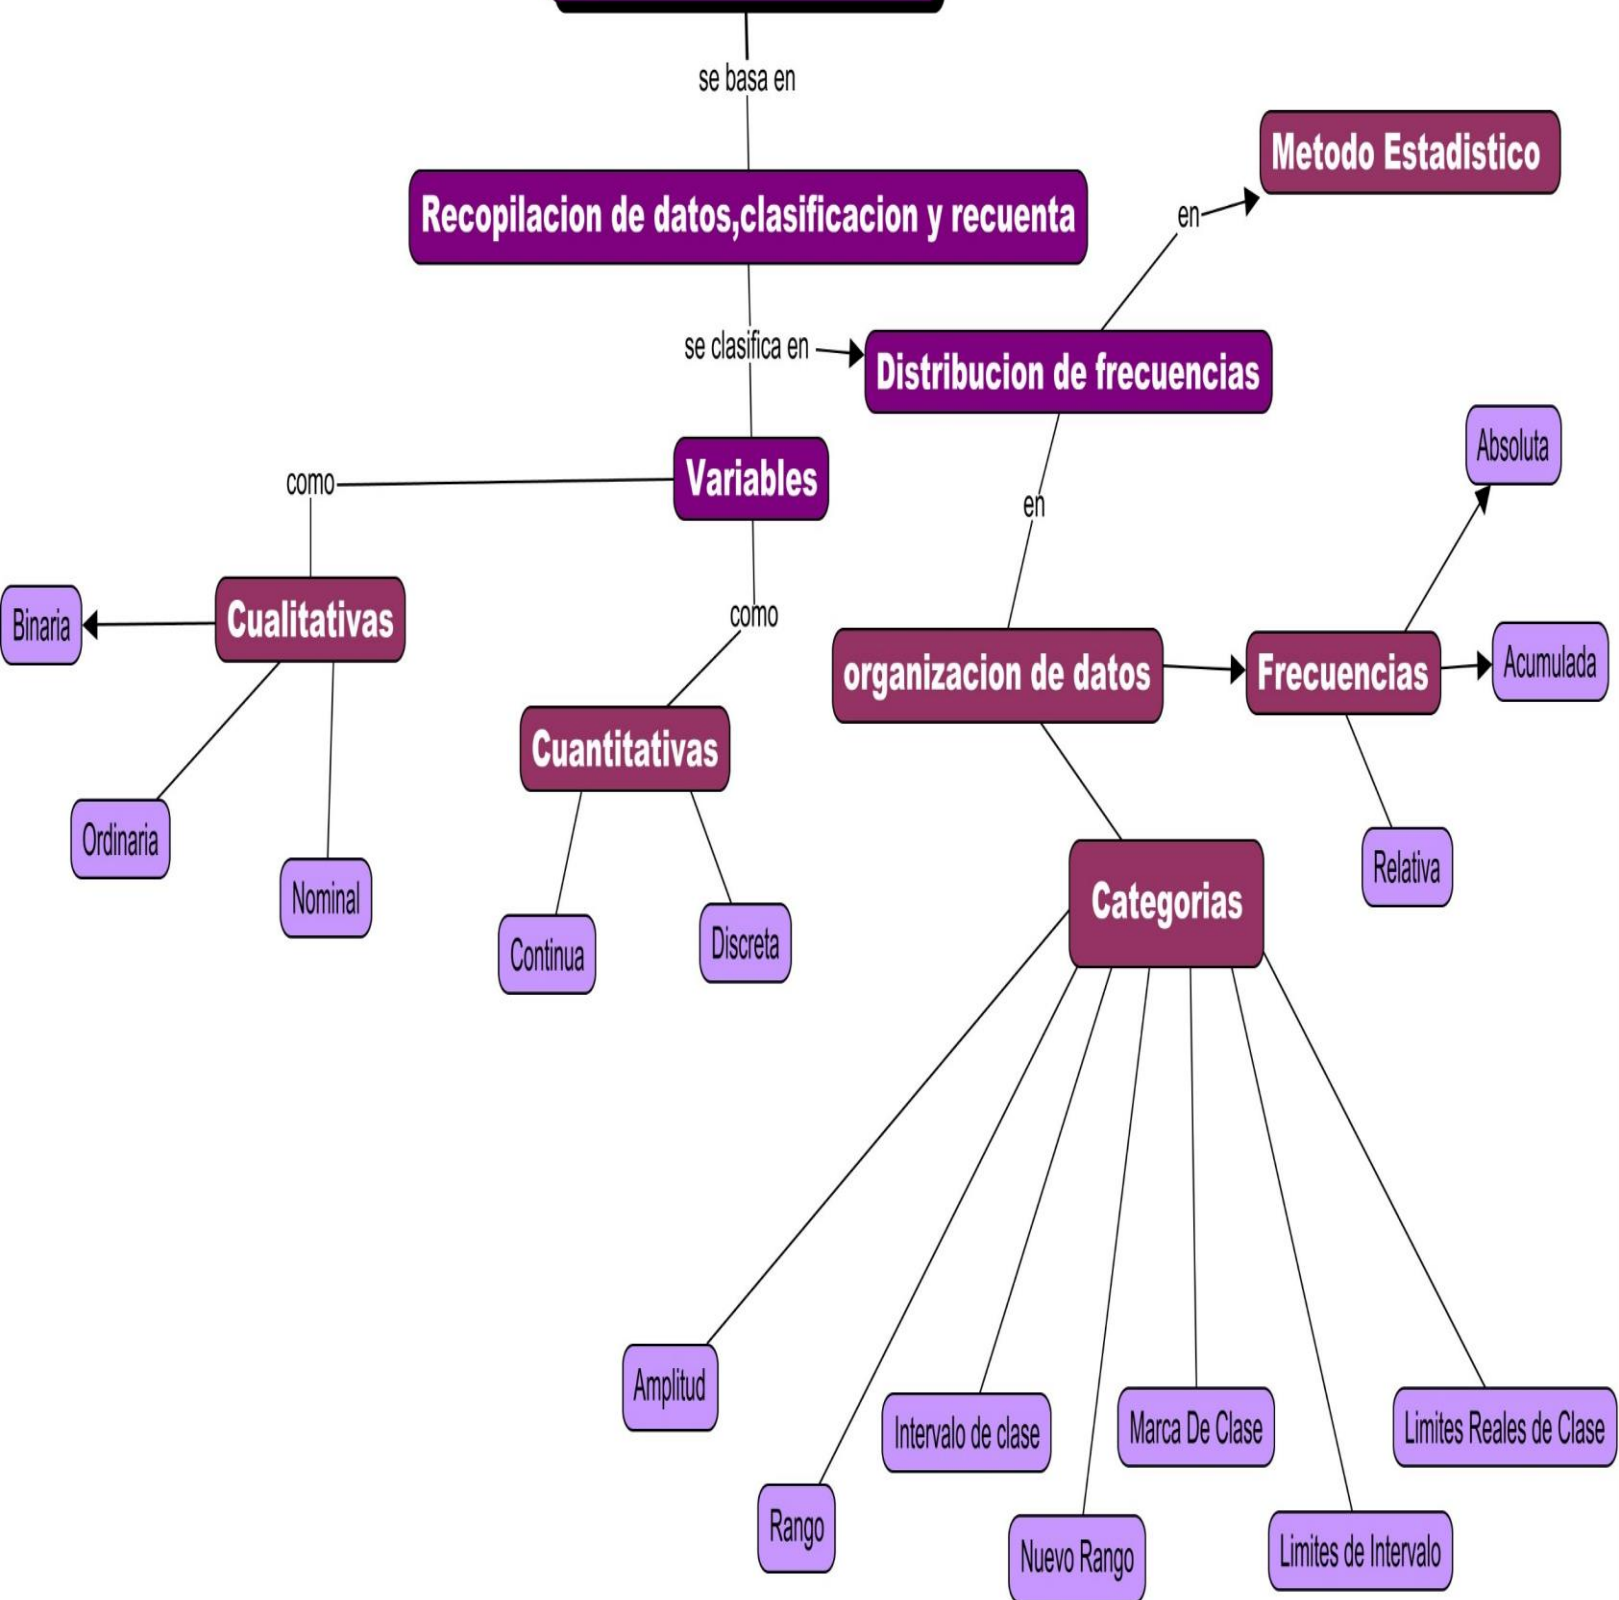 se basa en
Metodo Estadistico
Recopilacion de datos,clasificacion y recuenta
en
se clasifica en
Distribucion de frecuencias
Absoluta
como
Variables
en
Binaria
Cualitativas
como
organizacion de datos
Frecuencias
Acumulada
Cuantitativas
Ordinaria
Nominal
Continua
Discreta
Categorias
Relativa
Amplitud
Intervalo de clase
Marca De Clase
Limites Reales de Clase
Rango
Nuevo Rango
Limites de Intervalo